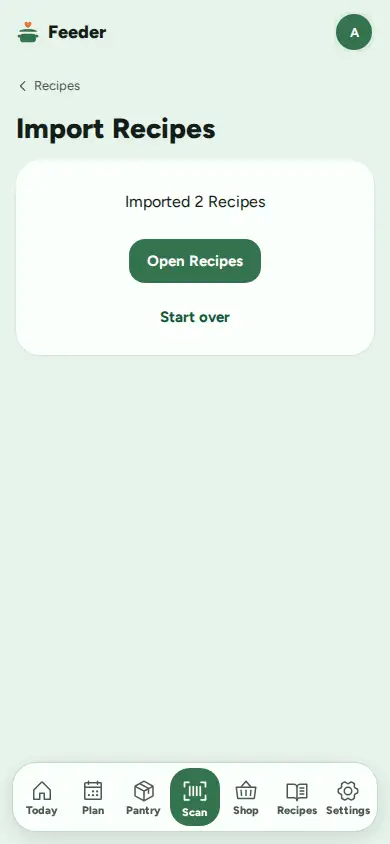 Feeder
A
Recipes
Import Recipes
Imported 2 Recipes
Open Recipes
Start over
Today
Plan
Pantry
Scan
Shop
Recipes
Settings